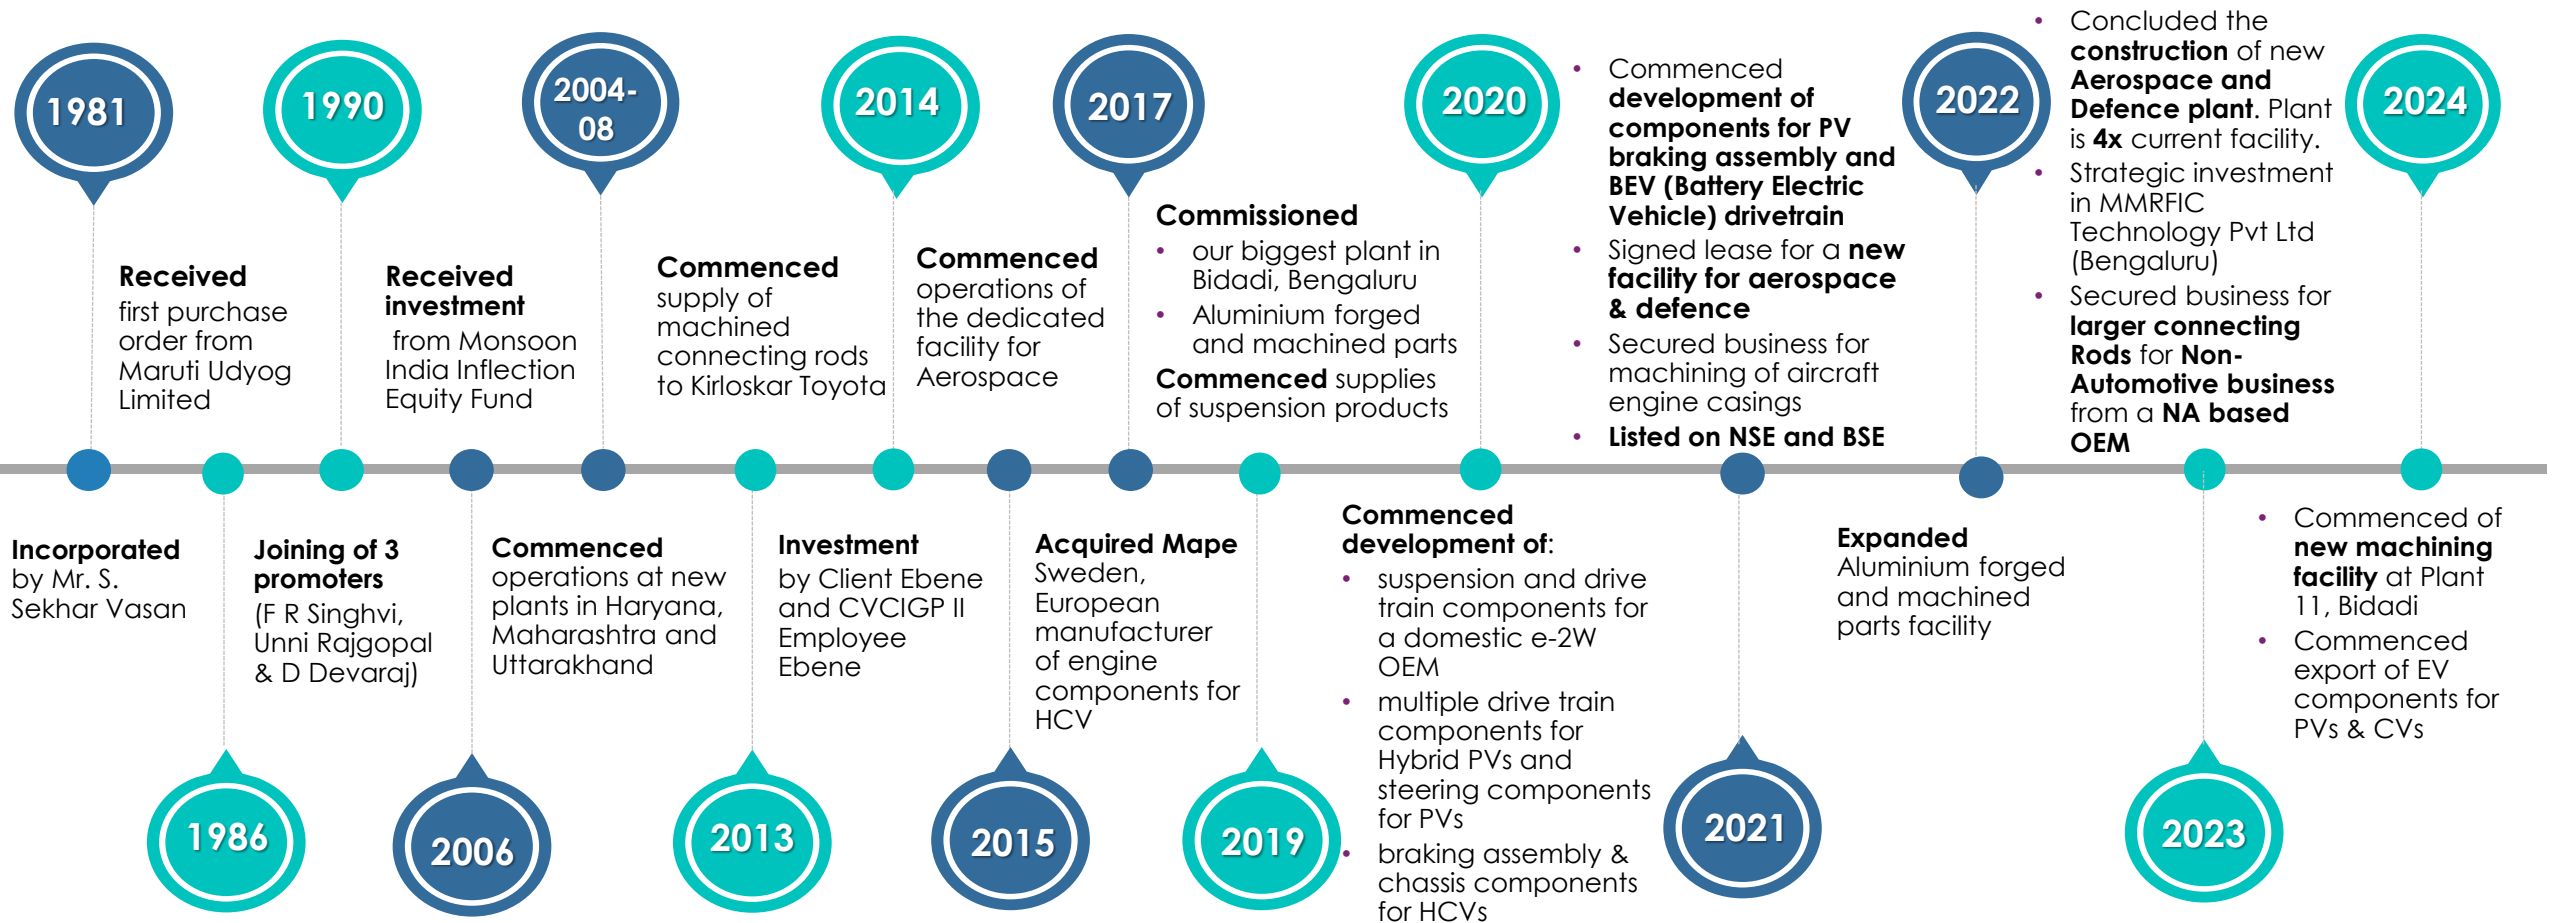 1981
1990
2004-
08
2014
2017
2020
2022
2024
Received
first purchase
order from
Maruti Udyog
Limited
Received
investment
from Monsoon
India Inflection
Equity Fund
Commenced
supply of
machined
connecting rods
to Kirloskar Toyota
Commenced
operations of
the dedicated
facility for
Aerospace
Commissioned
• our biggest plant in
Bidadi, Bengaluru
• Aluminium forged
and machined parts
Commenced supplies
of suspension products
• Commenced
development of
components for PV
braking assembly and
BEV (Battery Electric
Vehicle) drivetrain
• Signed lease for a new
facility for aerospace
& defence
• Secured business for
machining of aircraft
engine casings
• Listed on NSE and BSE
• Concluded the
construction of new
Aerospace and
Defence plant. Plant
is 4x current facility.
• Strategic investment
in MMRFIC
Technology Pvt Ltd
(Bengaluru)
• Secured business for
larger connecting
Rods for Non-
Automotive business
from a NA based
OEM
Incorporated
by Mr. S.
Sekhar Vasan
Joining of 3
promoters
(F R Singhvi,
Unni Rajgopal
& D Devaraj)
Commenced
operations at new
plants in Haryana,
Maharashtra and
Uttarakhand
Investment
by Client Ebene
and CVCIGP II
Employee
Ebene
Acquired Mape
Sweden,
European
manufacturer
of engine
components for
HCV
Commenced
development of:
• suspension and drive
train components for
a domestic e-2W
OEM
• multiple drive train
components for
Hybrid PVs and
steering components
for PVs
• braking assembly &
chassis components
for HCVs
Expanded
Aluminium forged
and machined
parts facility
• Commenced of
new machining
facility at Plant
11, Bidadi
• Commenced
export of EV
components for
PVs & CVs
1986
2006
2013
2015
2019
2021
2023